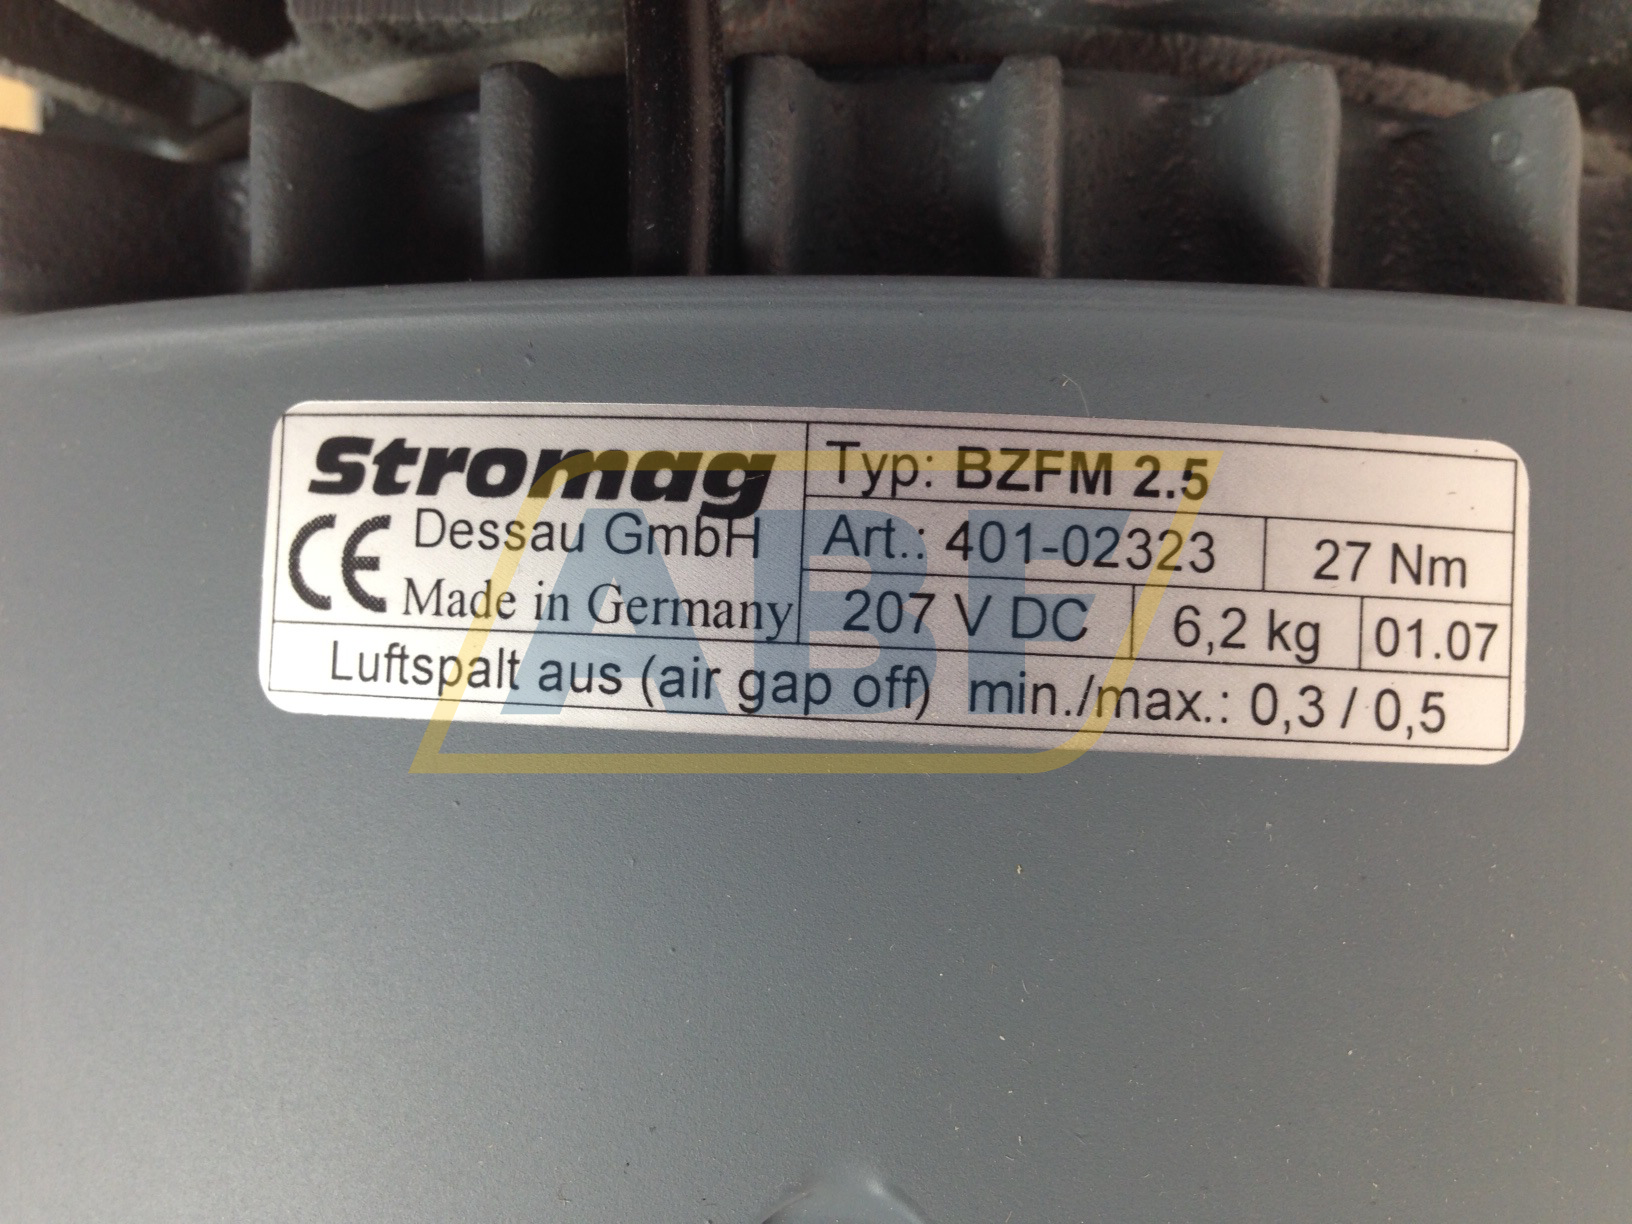 Stromag
Dessau GmbH
CE Made in Germany
Typ: BZFM 2.5
Art.: 401-02323 27 Nm
207 V DC 6,2 kg 01.07
Luftspalt aus (air gap off) min./max.: 0,3 / 0,5
ABF